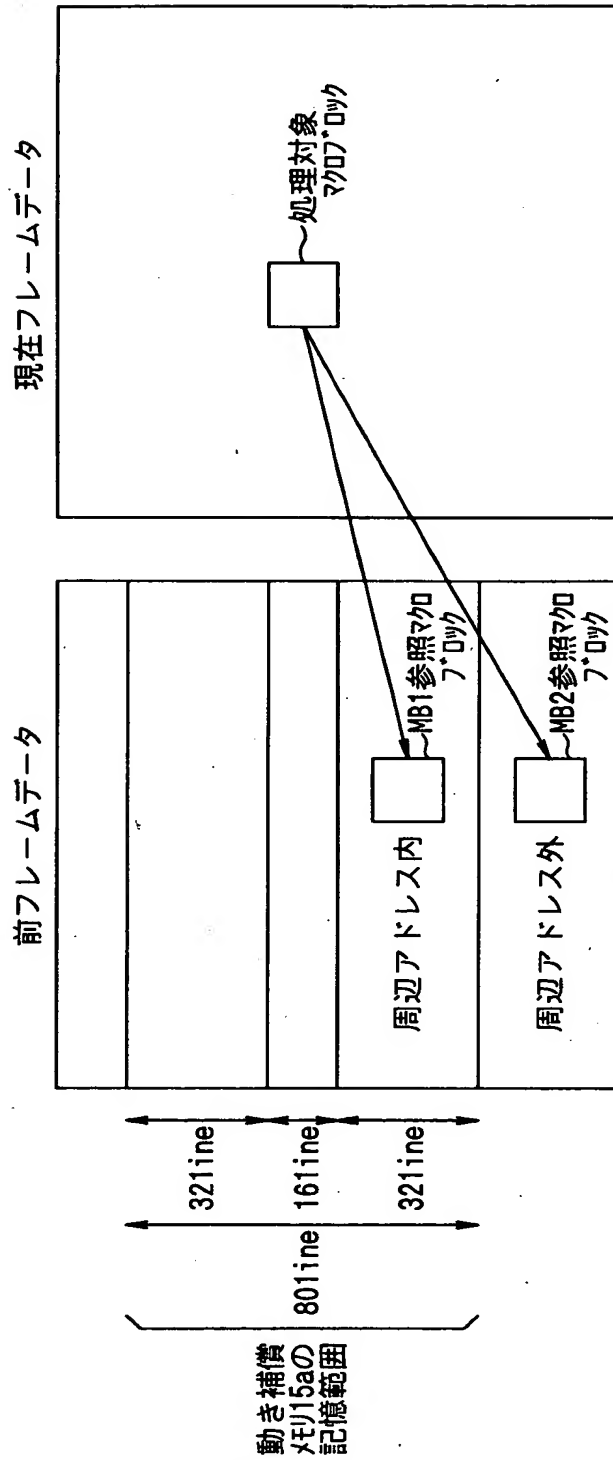 前フレームデータ
現在フレームデータ
処理対象
マクロブロック
32line
16line
32line
80line
動き補償
メモリ15aの
記憶範囲
周辺アドレス内
MB1参照マクロ
ブロック
周辺アドレス外
MB2参照マクロ
ブロック